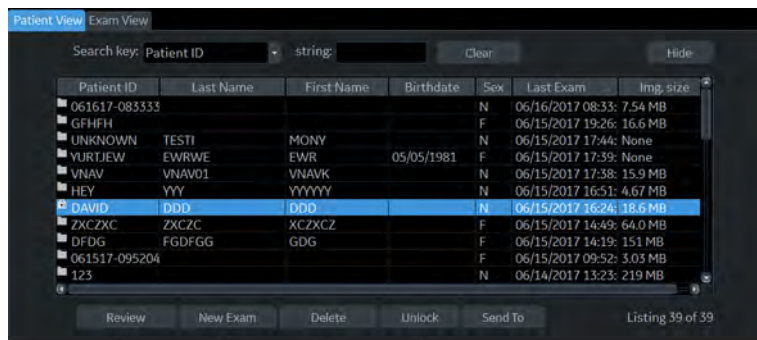 Patient View Exam View
Search key: Patient ID string: Clear Hide
Patient ID Last Name First Name Birthdate Sex Last Exam Img. size
061617-083333 N 06/16/2017 08:33: 7.54 MB
GFHFH F 06/15/2017 19:26: 16.6 MB
UNKNOWN TESTI MONY N 06/15/2017 17:44: None
YURTJEW EWRWE EWR 05/05/1981 F 06/15/2017 17:39: None
VNAV VNAV01 VNAVK N 06/15/2017 17:38: 15.9 MB
HEY YYY YYYYYY N 06/15/2017 16:51: 4.67 MB
DAVID DDD DDD N 06/15/2017 16:24: 18.6 MB
ZXCZXC ZXCZC XCZXCZ F 06/15/2017 14:49: 64.0 MB
DFDG FGDFGG GDG F 06/15/2017 14:19: 151 MB
061517-095204 F 06/15/2017 09:52: 3.03 MB
123 N 06/14/2017 13:23: 219 MB
Review New Exam Delete Unlock Send To Listing 39 of 39